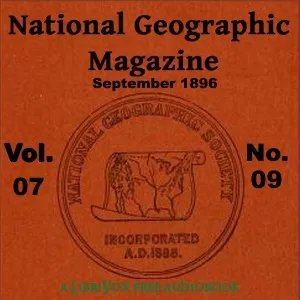 National Geographic
Magazine
September 1896
Vol.
07
No.
09
NATIONAL GEOGRAPHIC SOCIETY
INCORPORATED
A.D.1888.
A LIBRIVOX FREE AUDIOBOOK